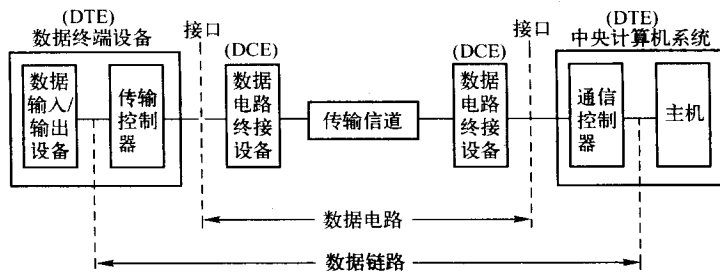 (DTE)
数据终端设备
接口
(DCE)
(DCE)
接口
(DTE)
中央计算机系统
数据
输入/
输出
设备
传输
控制
器
数据
电路
终接
设备
传输信道
数据
电路
终接
设备
通信
控制
器
主机
数据电路
数据链路